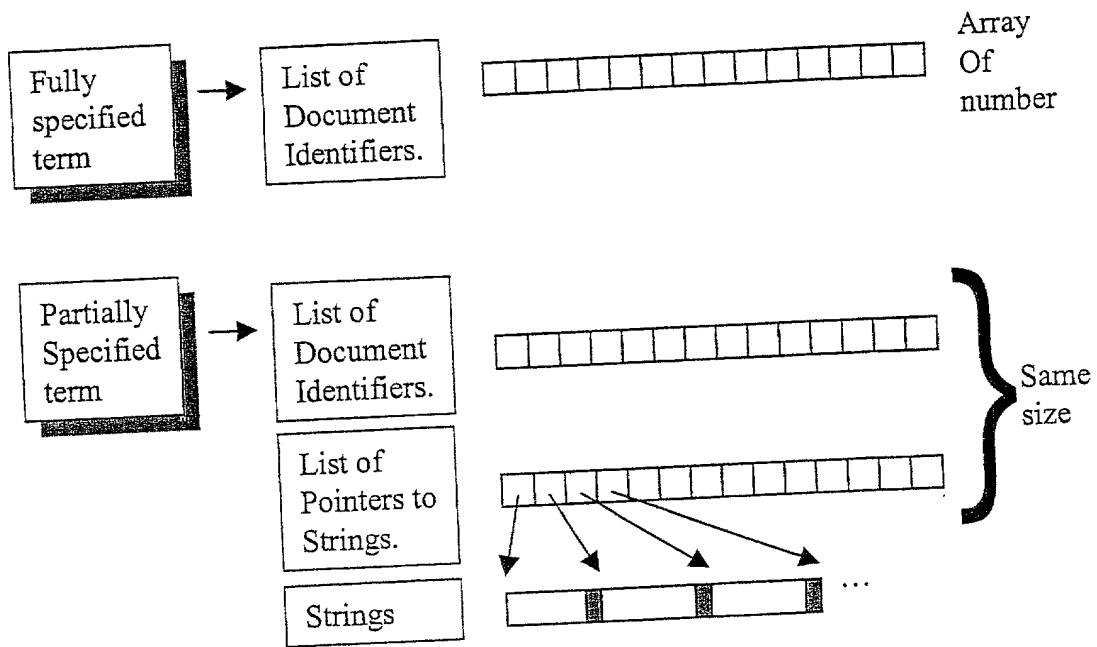 Fully
specified
term
List of
Document
Identifiers.
Array
Of
number
Partially
Specified
term
List of
Document
Identifiers.
List of
Pointers to
Strings.
Strings
...
Same
size